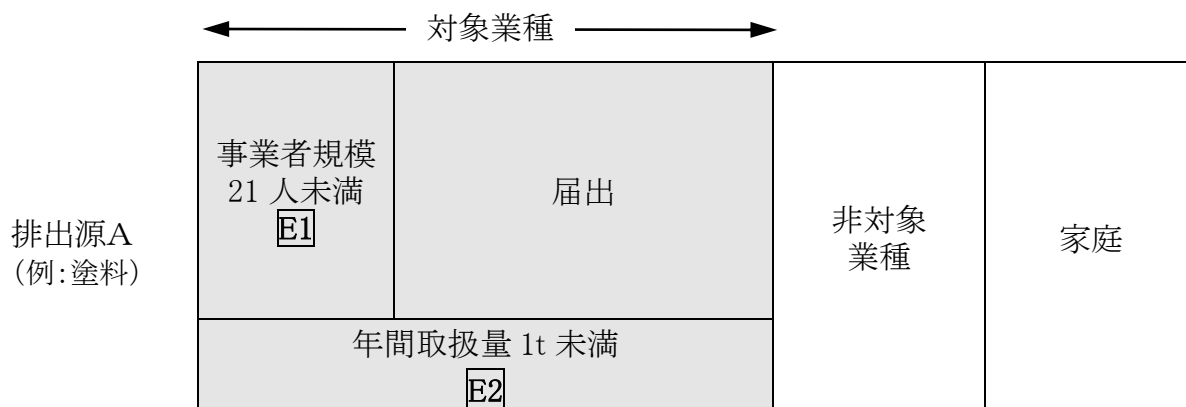 対象業種
事業者規模
21 人未満
E1
届出
非対象
業種
家庭
排出源A
(例:塗料)
年間取扱量 1t 未満
E2